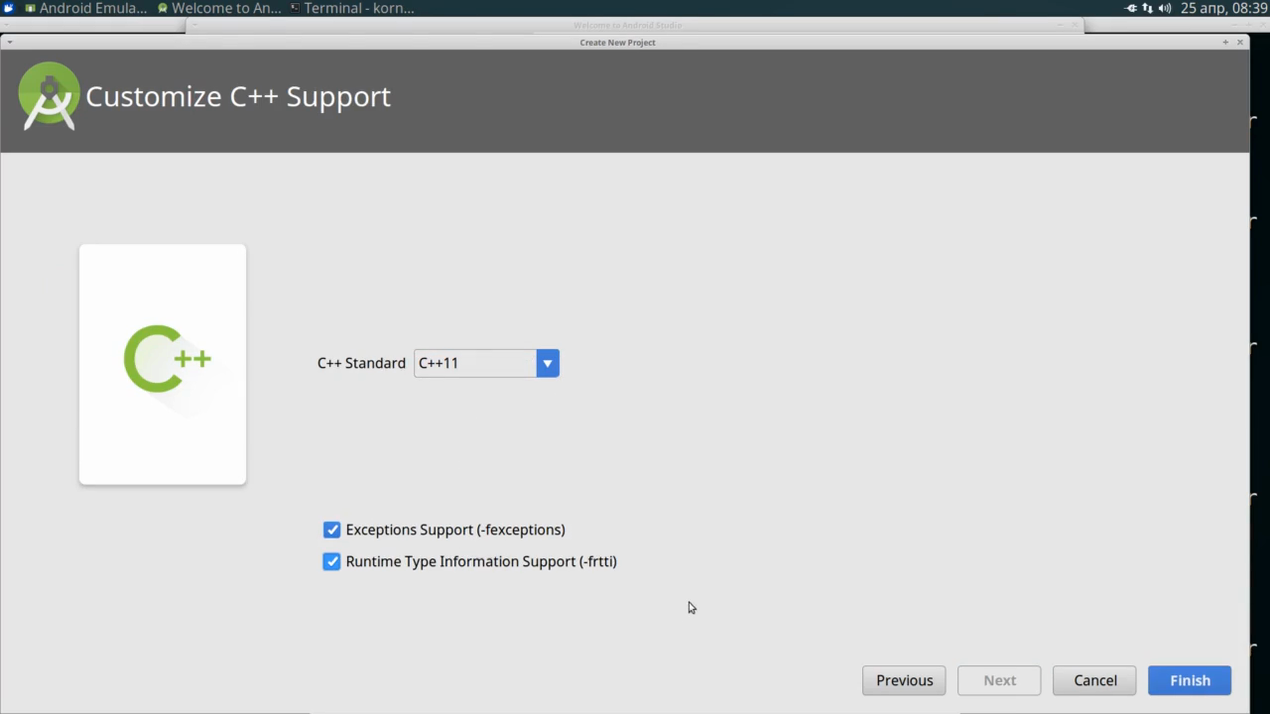 Android Emula... Welcome to An... Terminal - korn... 25 апр, 08:39
Welcome to Android Studio
Create New Project
Customize C++ Support
C++
C++ Standard C++11
Exceptions Support (-fexceptions)
Runtime Type Information Support (-frtti)
Previous Next Cancel Finish